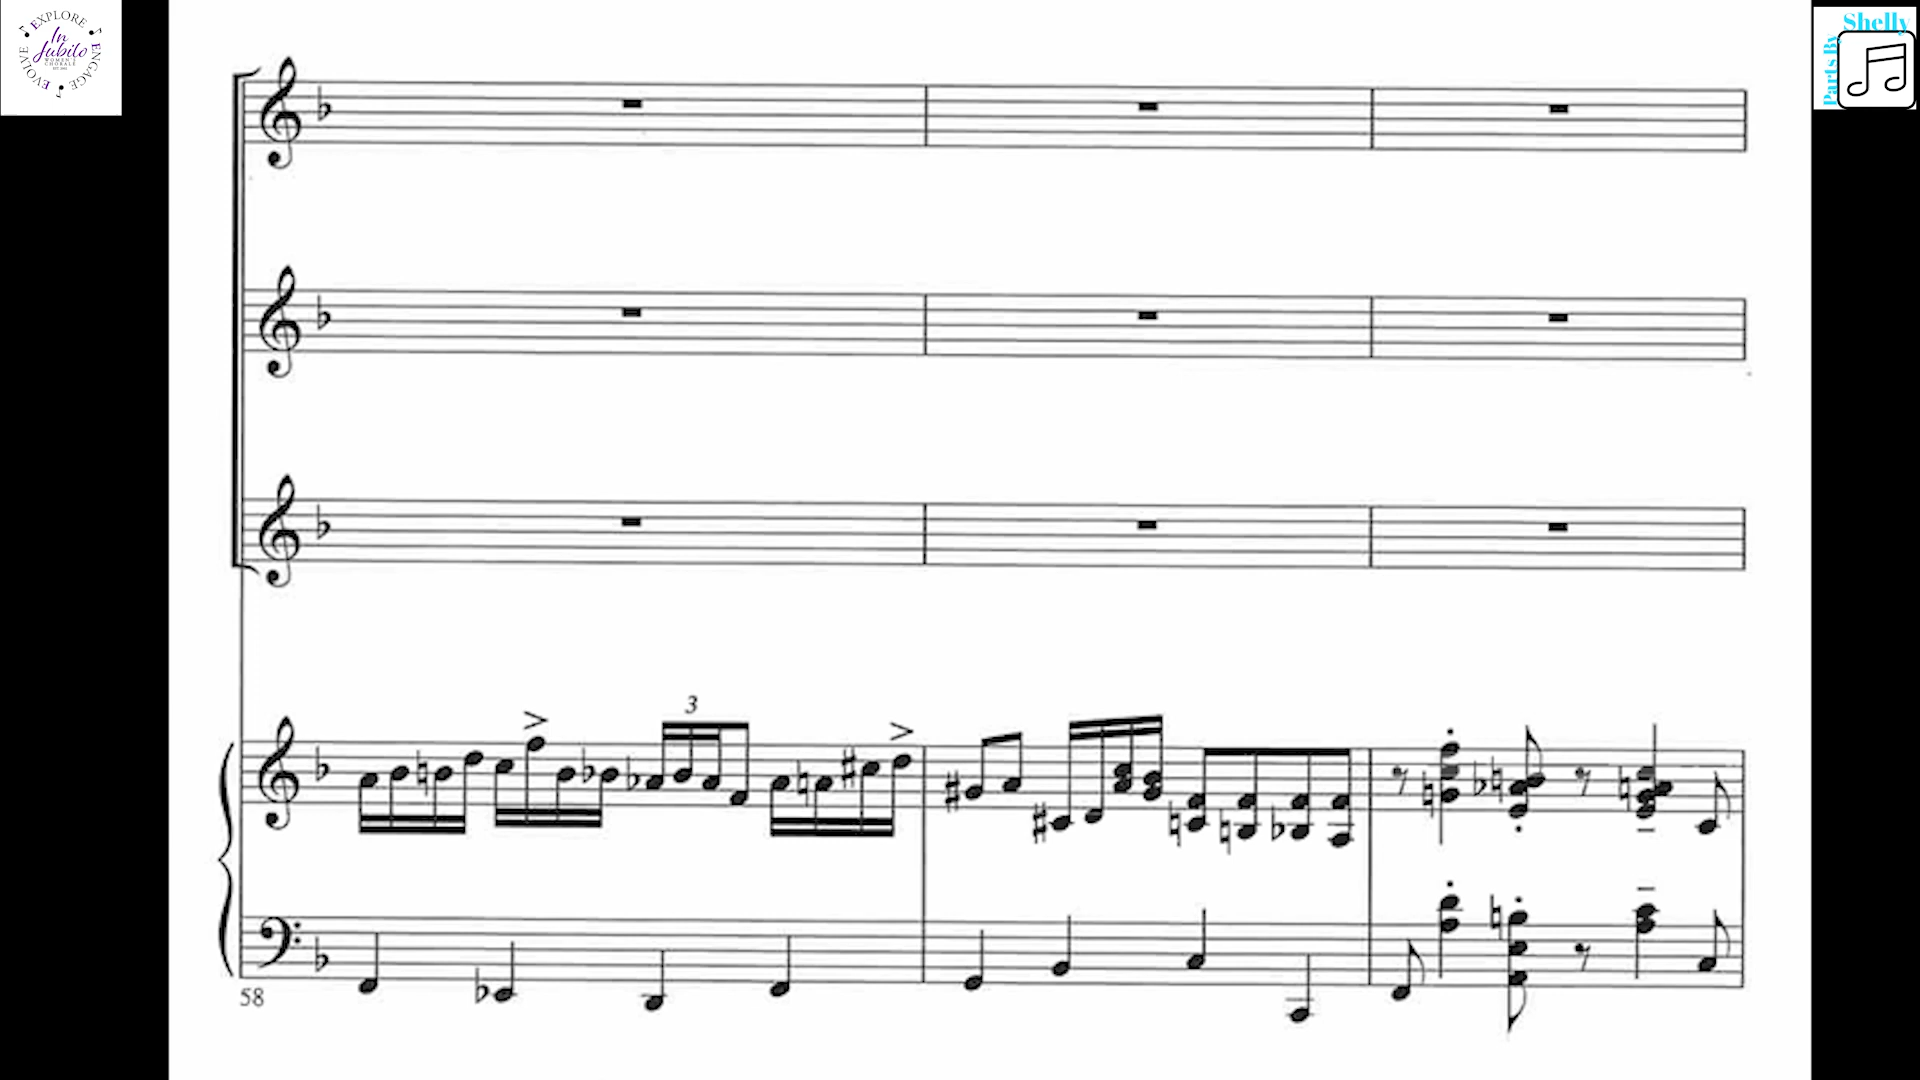 EXPLORE ENGAGE EVOLVE
In
Jubilo
WOMEN'S
CHORALE
Parts By
Shelly
3
58